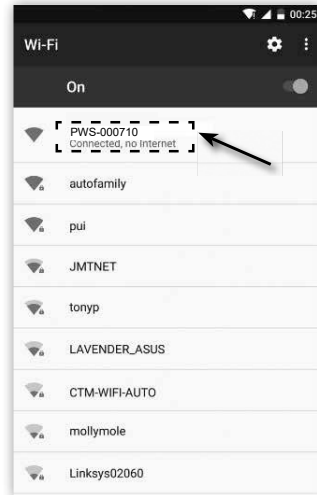 00:25
Wi-Fi
On
PWS-000710
Connected, no Internet
autofamily
pui
JMTNET
tonyp
LAVENDER_ASUS
CTM-WIFI-AUTO
mollymole
Linksys02060